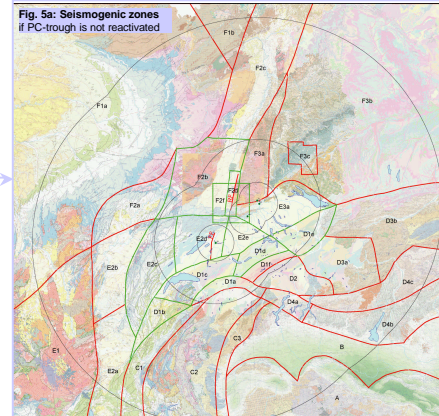 Fig. 5a: Seismogenic zones
if PC-trough is not reactivated
F1b
F2c
F1a
F3b
F3a
F3c
F2b
F2d
F2f
F2a
E3a
D3b
E2d
E2e
D1e
E2b
E2c
D1d
D3a
D1f
D1c
D2
D4c
D1a
D4a
D1b
D4b
C3
B
E1
E2a
C1
C2
A